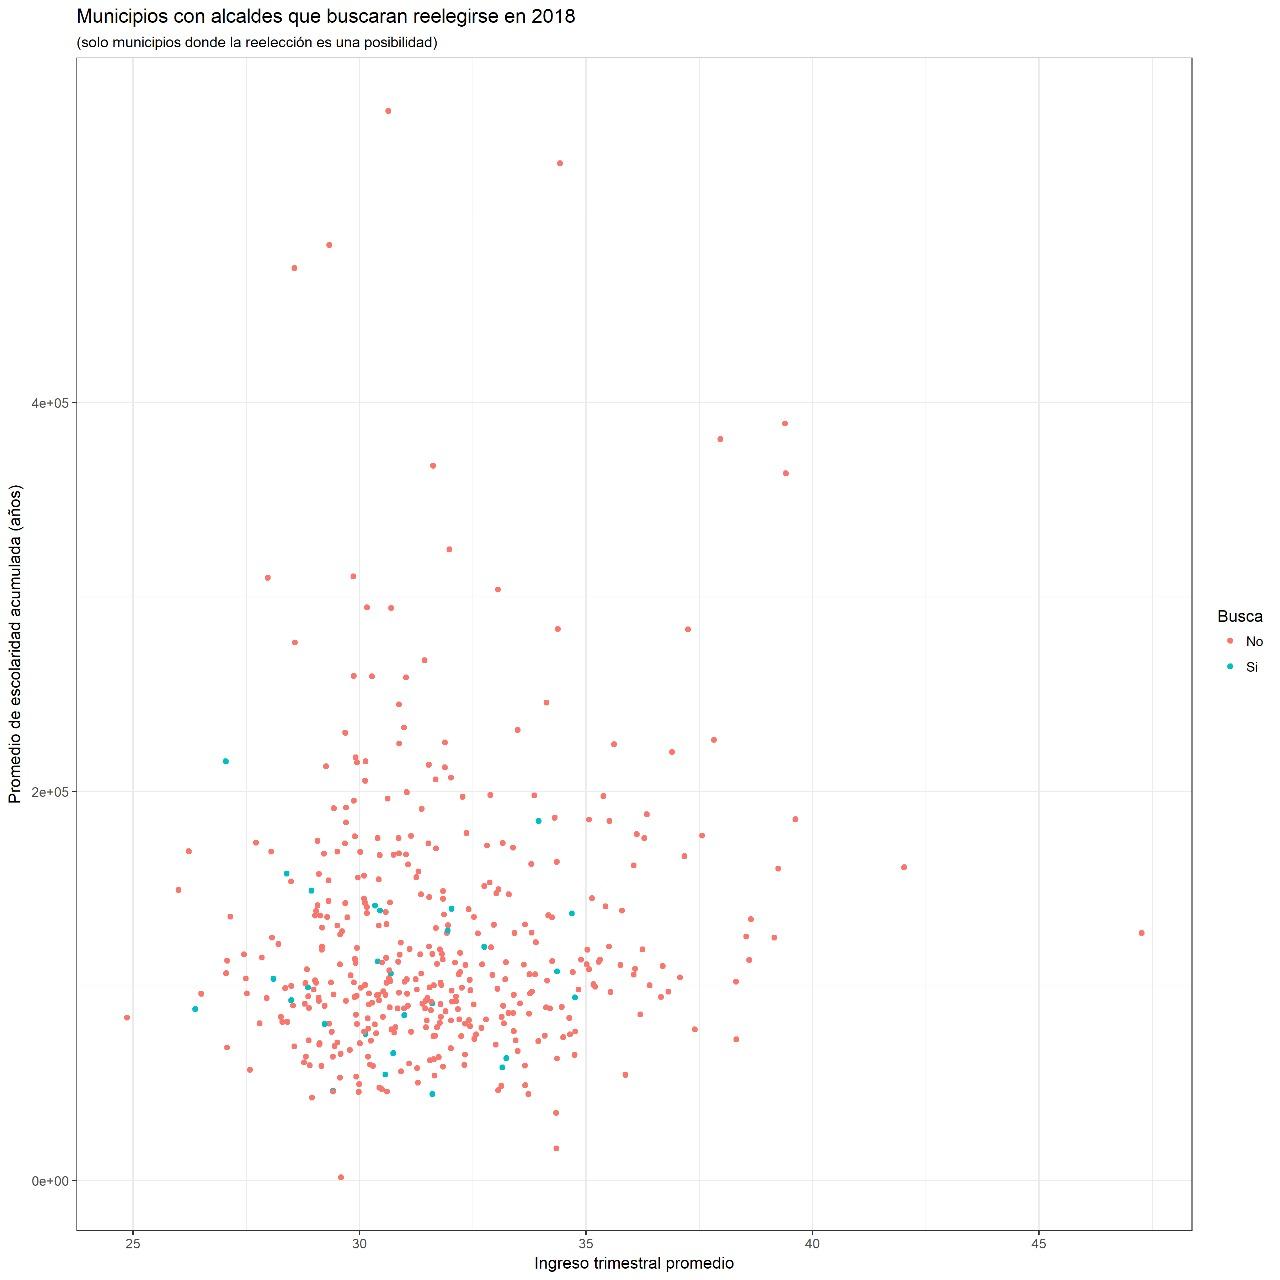 Municipios con alcaldes que buscaran reelegirse en 2018
(solo municipios donde la reelección es una posibilidad)
Promedio de escolaridad acumulada (años)
4e+05
2e+05
0e+00
25 30 35 40 45
Ingreso trimestral promedio
Busca
No
Si